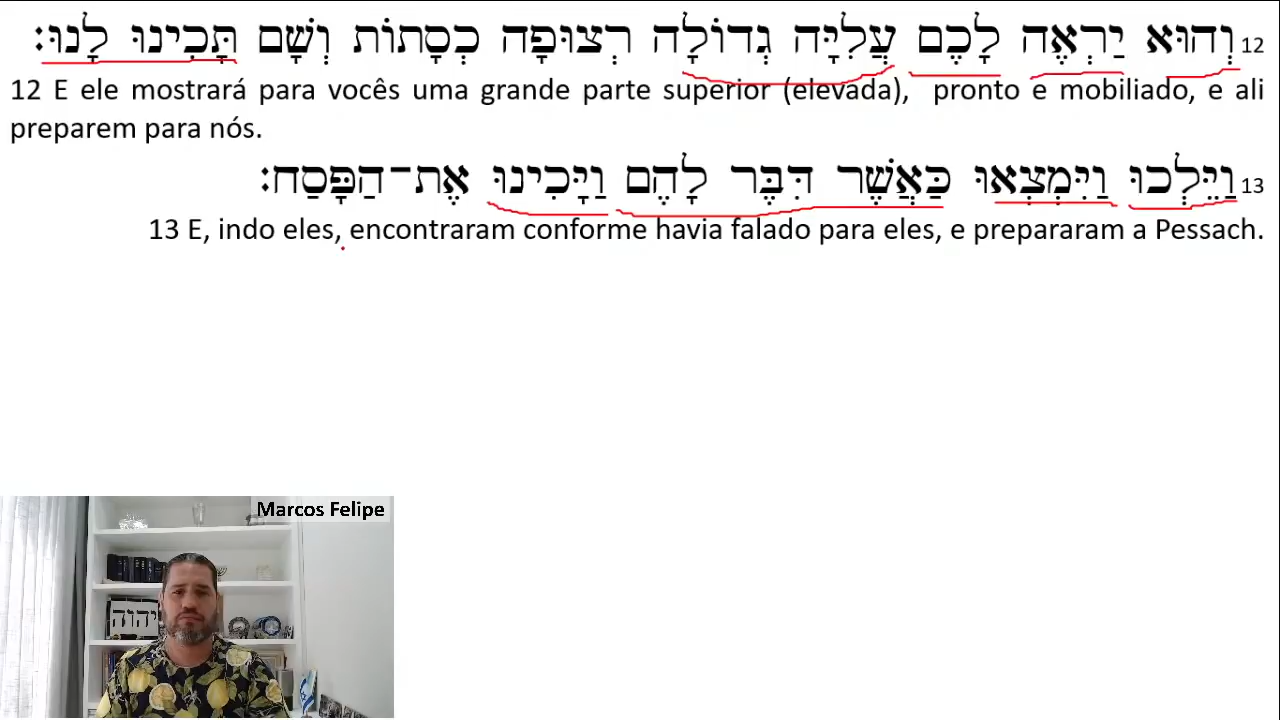 12 וְהוּא יַרְאֶה לָכֶם עֲלִיָּה גְדוֹלָה רְצוּפָה כְסָתוֹת וְשָׁם תָּכִינוּ לָנוּ׃
12 E ele mostrará para vocês uma grande parte superior (elevada), pronto e mobiliado, e ali
preparem para nós.
13 וַיֵּלְכוּ וַיִּמְצְאוּ כַּאֲשֶׁר דִּבֶּר לָהֶם וַיָּכִינוּ אֶת־הַפָּסַח׃
13 E, indo eles, encontraram conforme havia falado para eles, e prepararam a Pessach.
Marcos Felipe
יהוה